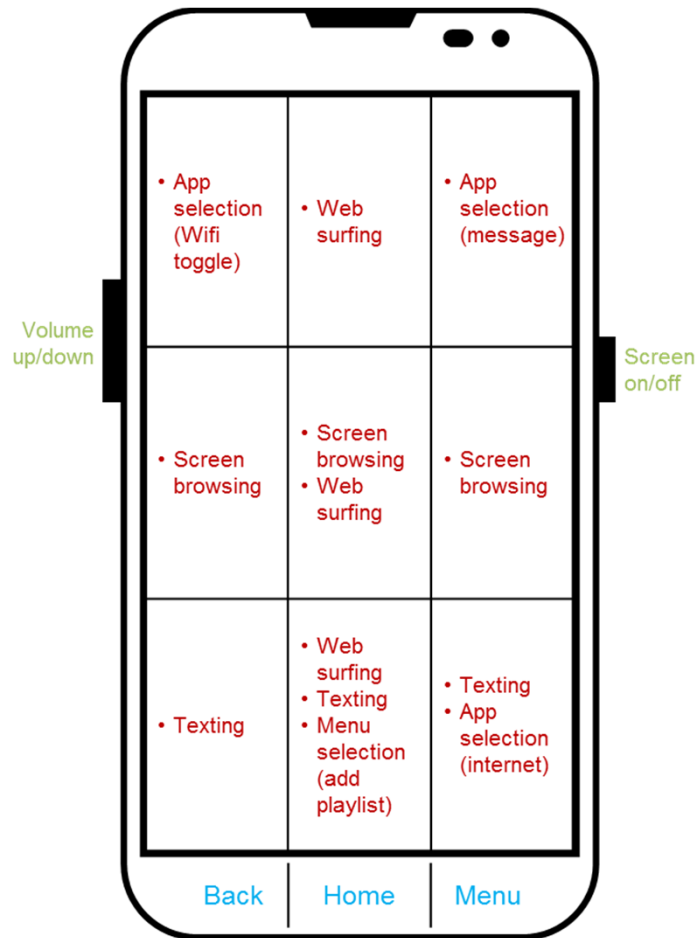 • App
selection
(Wifi
toggle)
• Web
surfing
• App
selection
(message)
Volume
up/down
Screen
on/off
• Screen
browsing
• Screen
browsing
• Web
surfing
• Screen
browsing
• Texting
• Web
surfing
• Texting
• Menu
selection
(add
playlist)
• Texting
• App
selection
(internet)
Back
Home
Menu